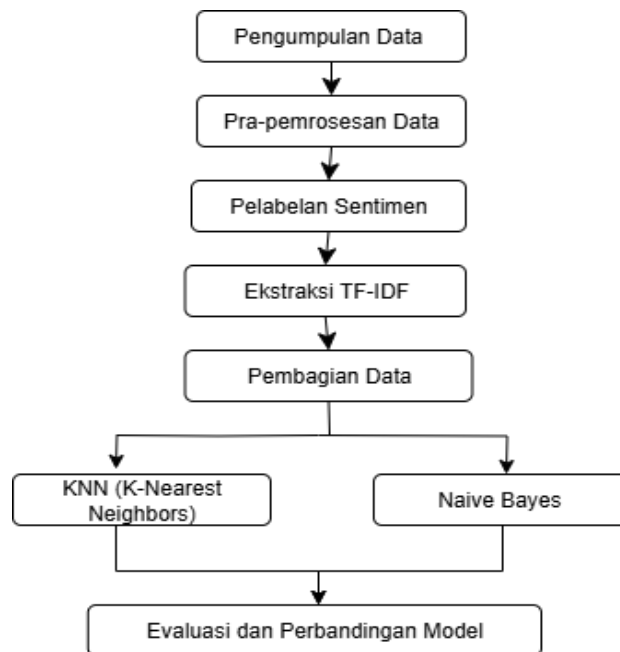 Pengumpulan Data
Pra-pemrosesan Data
Pelabelan Sentimen
Ekstraksi TF-IDF
Pembagian Data
KNN (K-Nearest
Neighbors)
Naive Bayes
Evaluasi dan Perbandingan Model